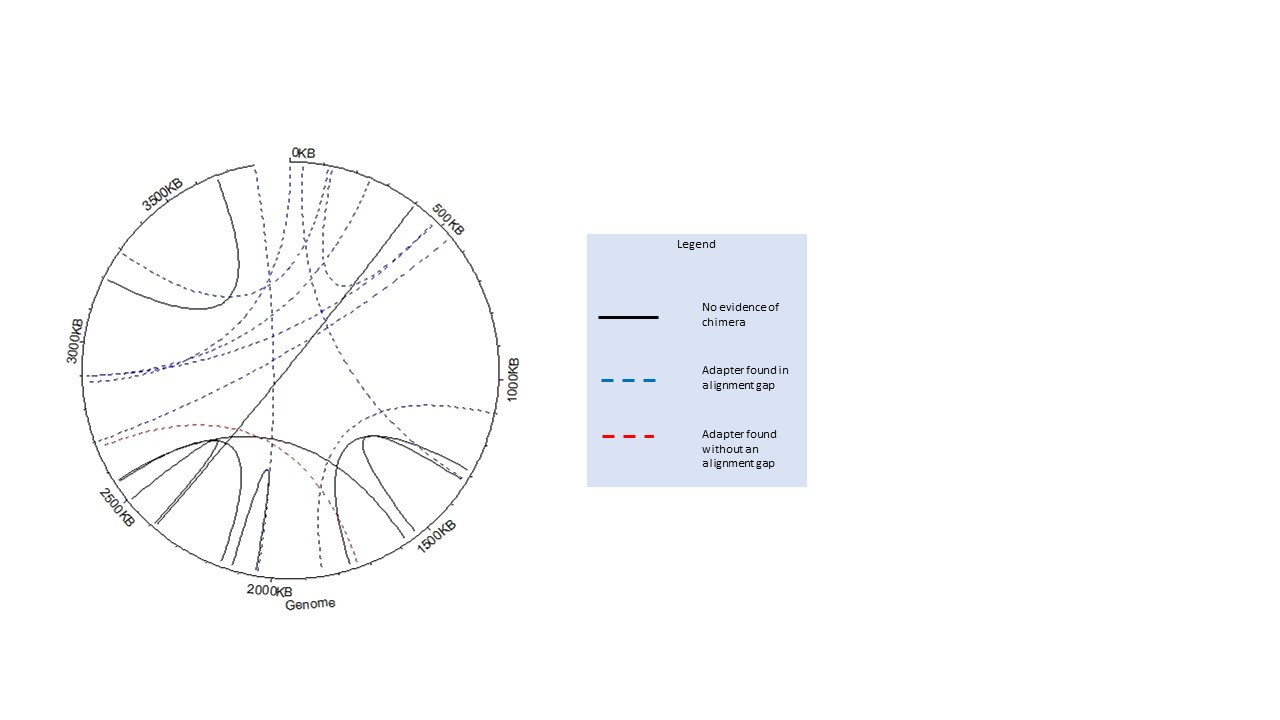 0KB
500KB
1000KB
1500KB
2000KB
2500KB
3000KB
3500KB
Genome
Legend
No evidence of
chimera
Adapter found in
alignment gap
Adapter found
without an
alignment gap